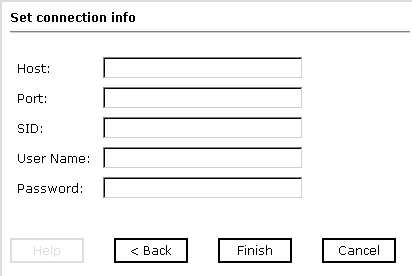 Set connection info
Host:
Port:
SID:
User Name:
Password:
Help < Back Finish Cancel